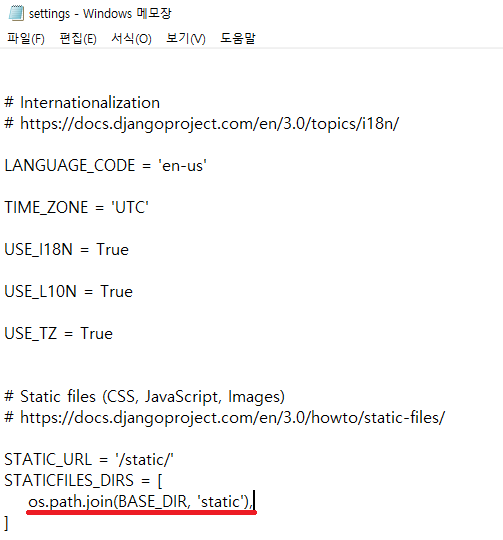 settings - Windows 메모장
파일(F) 편집(E) 서식(O) 보기(V) 도움말
# Internationalization
# https://docs.djangoproject.com/en/3.0/topics/i18n/
LANGUAGE_CODE = 'en-us'
TIME_ZONE = 'UTC'
USE_I18N = True
USE_L10N = True
USE_TZ = True
# Static files (CSS, JavaScript, Images)
# https://docs.djangoproject.com/en/3.0/howto/static-files/
STATIC_URL = '/static/'
STATICFILES_DIRS = [
    os.path.join(BASE_DIR, 'static'),
]